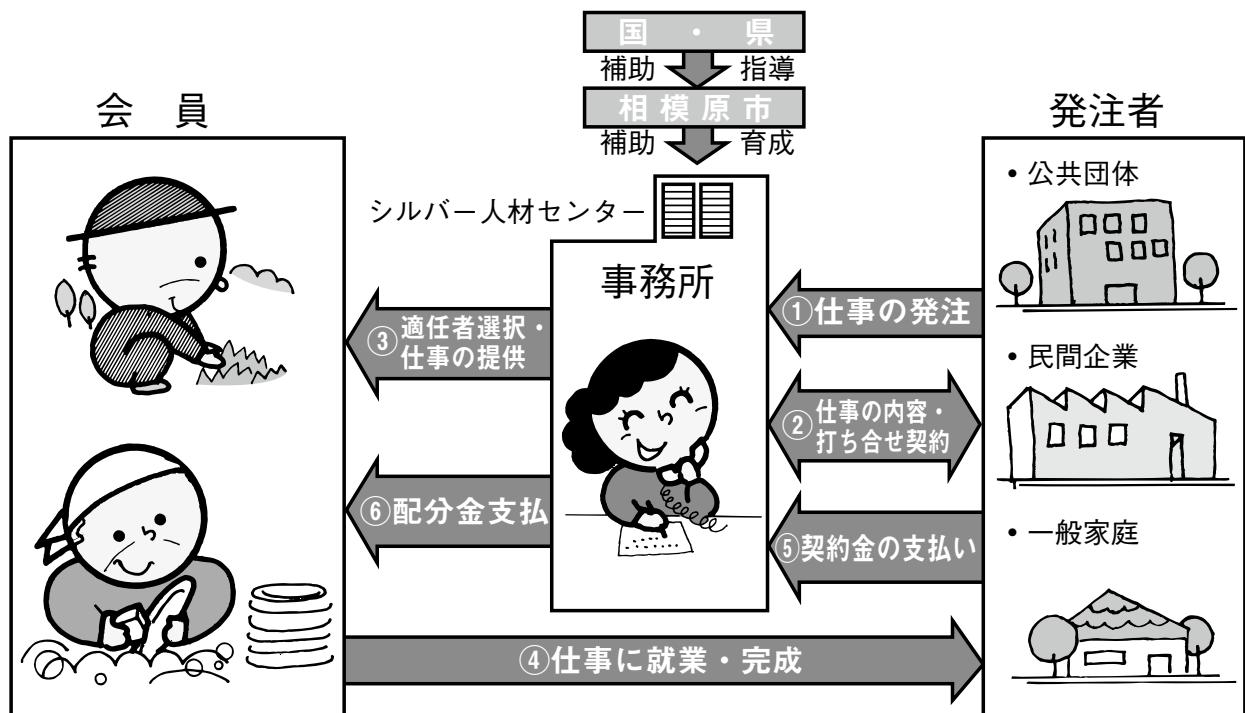 国・県
補助 指導
相模原市
補助 育成
会員
シルバー人材センター
事務所
発注者
・公共団体
・民間企業
・一般家庭
①仕事の発注
②仕事の内容・
打ち合せ契約
③適任者選択・
仕事の提供
④仕事に就業・完成
⑤契約金の支払い
⑥配分金支払